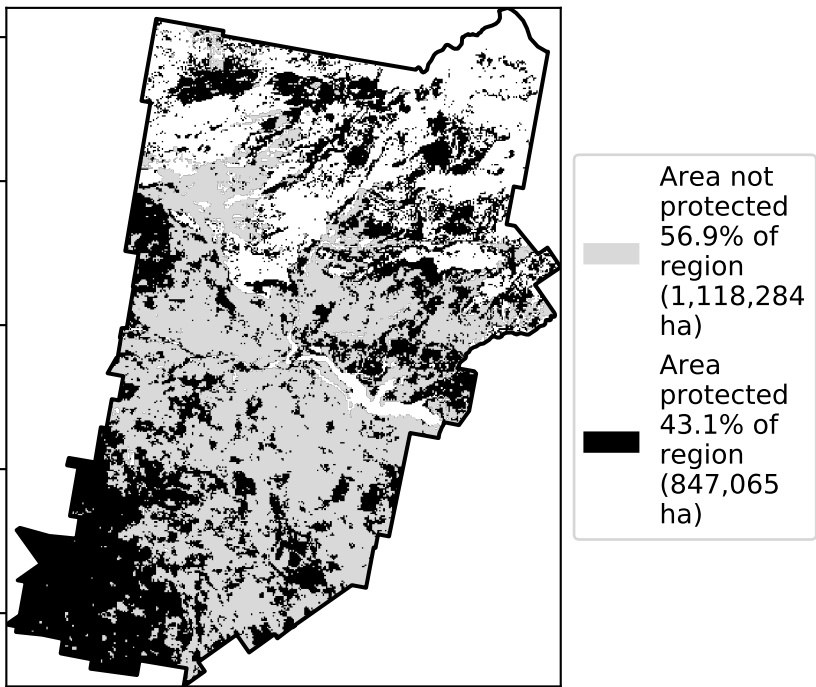 Area not
protected
56.9% of
region
(1,118,284
ha)
Area
protected
43.1% of
region
(847,065
ha)